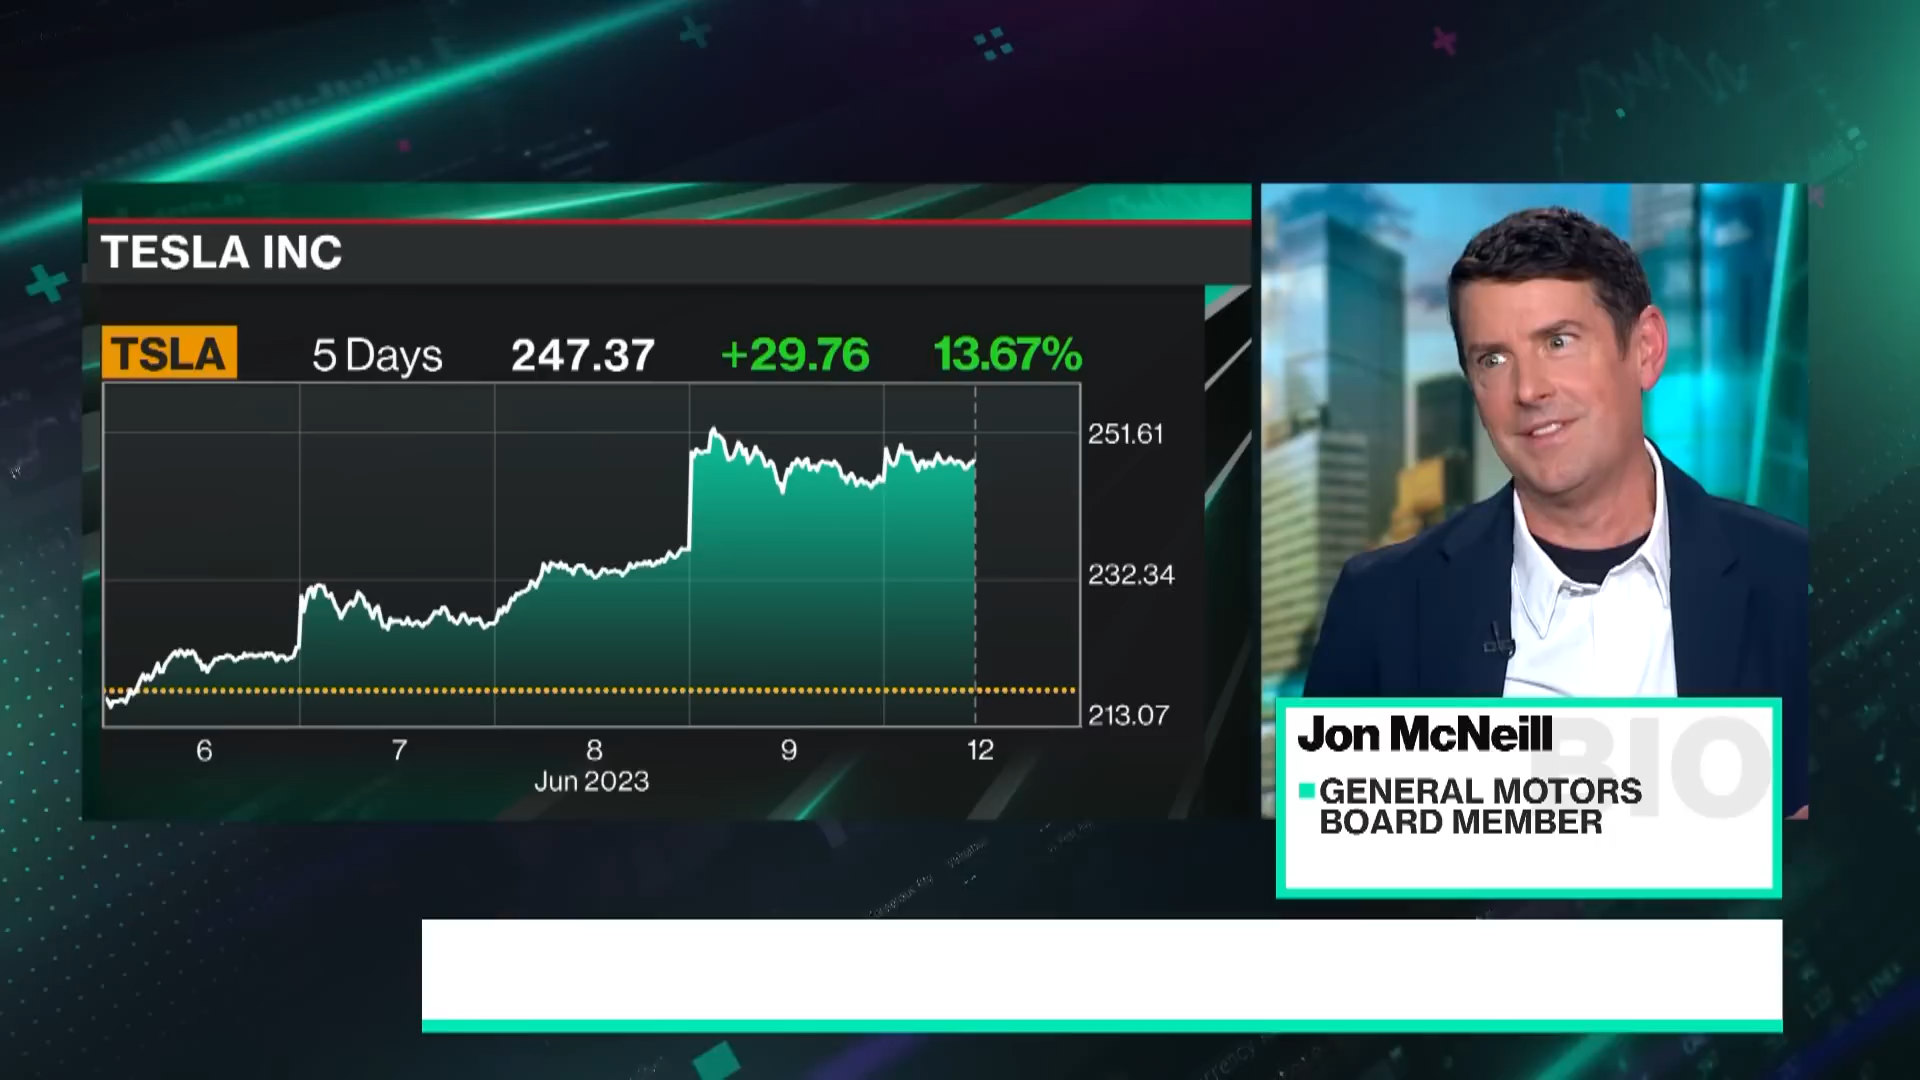 TESLA INC
TSLA 5 Days 247.37 +29.76 13.67%
251.61
232.34
213.07
6 7 8 9 12
Jun 2023
BIO
Jon McNeill
GENERAL MOTORS
BOARD MEMBER